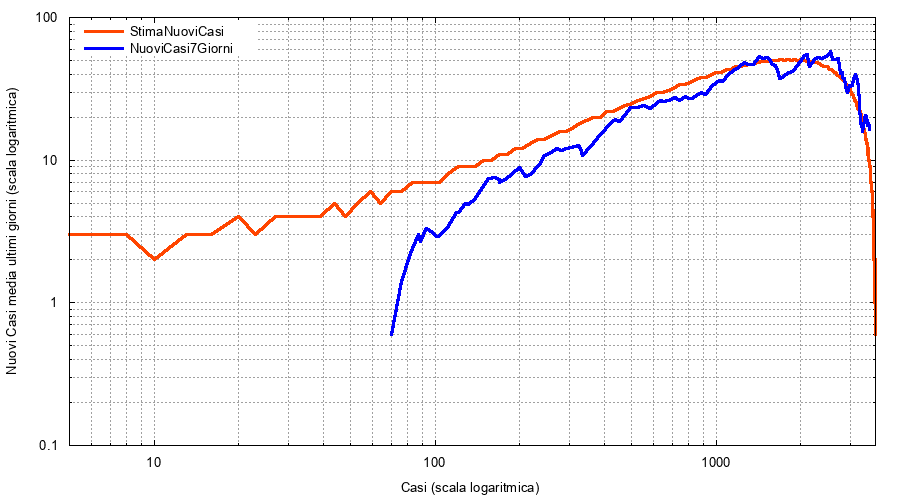 100
StimaNuoviCasi
NuoviCasi7Giorni
10
1
0.1
Nuovi Casi media ultimi giorni (scala logaritmica)
10
100
1000
Casi (scala logaritmica)